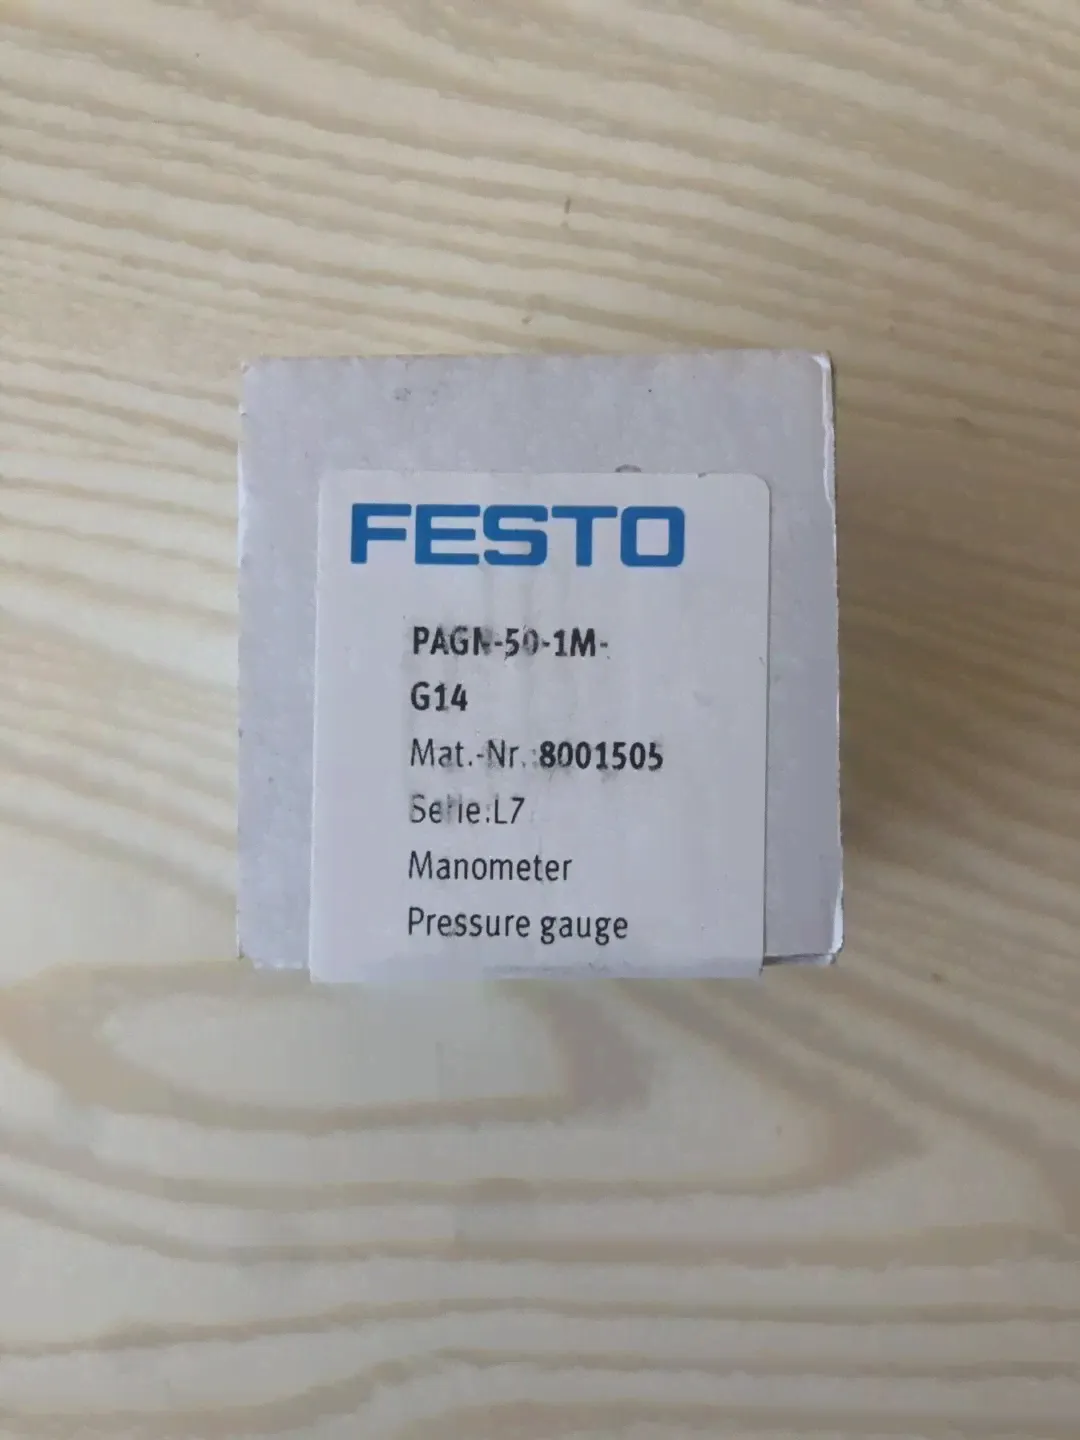 FESTO
PAGN-50-1M-
G14
Mat.-Nr.:8001505
Serie:L7
Manometer
Pressure gauge